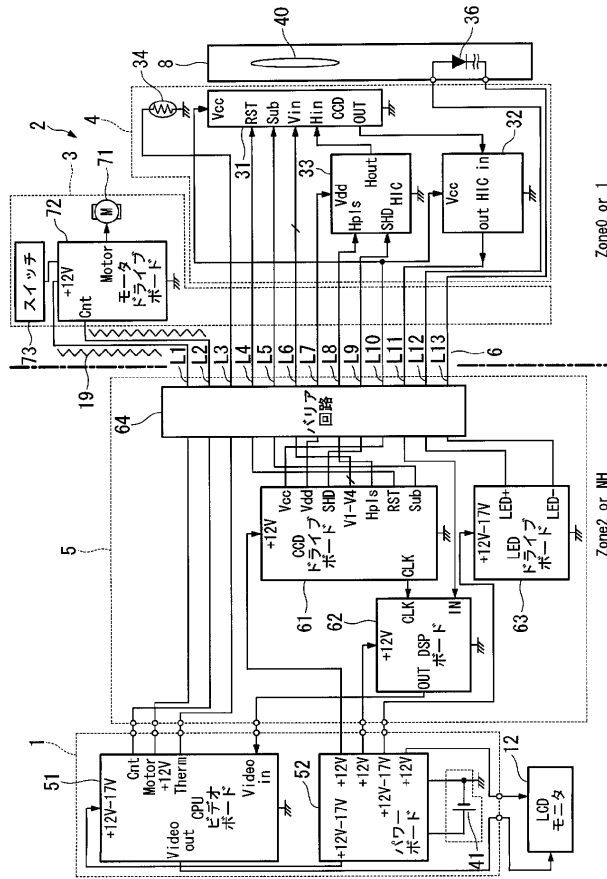 1
51
+12V-17V
Cnt
Motor
+12V
Therm
CPU
ビデオ
ボード
Video
out
Video
in
52
+12V-17V
+12V
+12V
+12V-17V
+12V
パワー
ボード
41
12
LCD
モニタ
5
61
+12V
CCD
ドライブ
ボード
Vcc
Vdd
SHD
V1-V4
Hpls
RST
Sub
CLK
62
+12V
CLK
OUT DSP
ボード
IN
63
+12V-17V
LED
ドライブ
ボード
LED+
LED-
Zone2 or NH
64
バリア
回路
19
L1
L2
L3
L4
L5
L6
L7
L8
L9
L10
L11
L12
L13
6
73
スイッチ
72
+12V
Cnt
Motor
モータ
ドライブ
ボード
71
M
3
2
4
34
31
Vcc
RST
Sub
Vin
Hin
CCD
OUT
33
Vdd
Hpls
Hout
SHD HIC
32
Vcc
out HIC in
8
40
36
Zone0 or 1